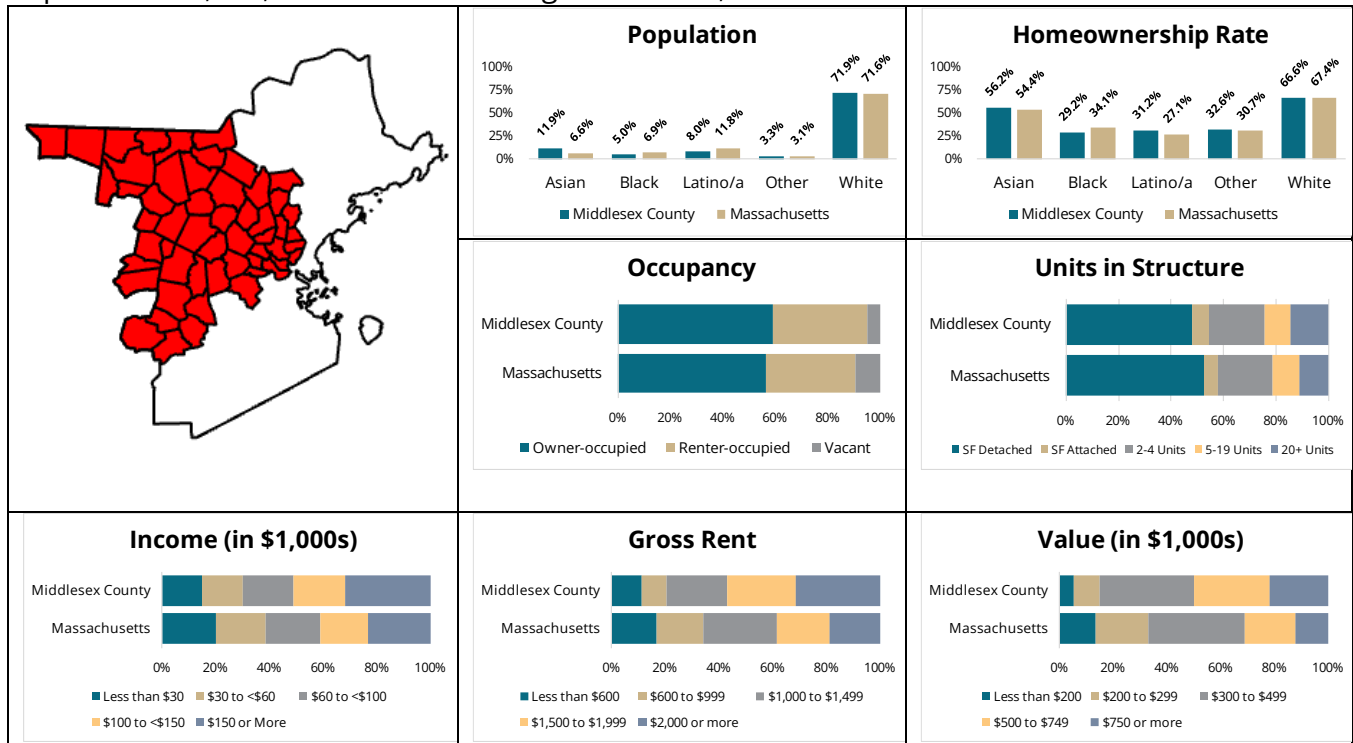 Population
100%
75%
50%
25%
0%
11.9% 6.6% 5.0% 6.9% 8.0% 11.8% 3.3% 3.1% 71.9% 71.6%
Asian Black Latino/a Other White
Middlesex County Massachusetts
Homeownership Rate
100%
75%
50%
25%
0%
56.2% 54.4% 29.2% 34.1% 31.2% 27.1% 32.6% 30.7% 66.6% 67.4%
Asian Black Latino/a Other White
Middlesex County Massachusetts
Occupancy
Middlesex County
Massachusetts
0% 20% 40% 60% 80% 100%
Owner-occupied Renter-occupied Vacant
Units in Structure
Middlesex County
Massachusetts
0% 20% 40% 60% 80% 100%
SF Detached SF Attached 2-4 Units 5-19 Units 20+ Units
Income (in $1,000s)
Middlesex County
Massachusetts
0% 20% 40% 60% 80% 100%
Less than $30 $30 to <$60 $60 to <$100
$100 to <$150 $150 or More
Gross Rent
Middlesex County
Massachusetts
0% 20% 40% 60% 80% 100%
Less than $600 $600 to $999 $1,000 to $1,499
$1,500 to $1,999 $2,000 or more
Value (in $1,000s)
Middlesex County
Massachusetts
0% 20% 40% 60% 80% 100%
Less than $200 $200 to $299 $300 to $499
$500 to $749 $750 or more